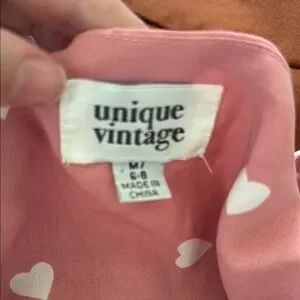 unique
vintage
M/
6-8
MADE IN
CHINA